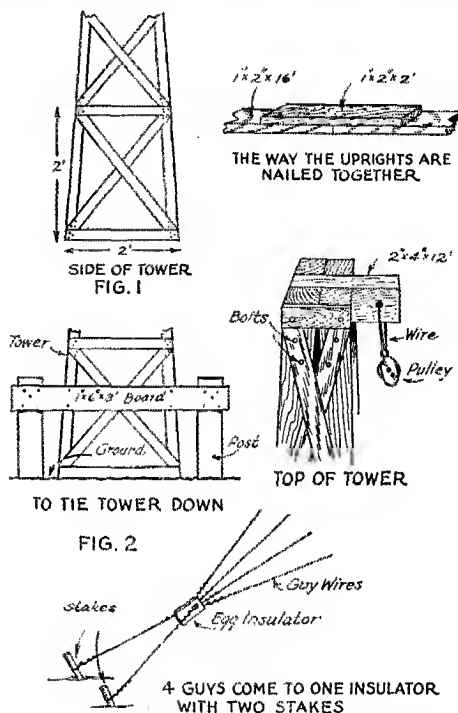 2'
2'
SIDE OF TOWER
FIG. 1
1"x2"x16'
1"x2"x2'
THE WAY THE UPRIGHTS ARE
NAILED TOGETHER
Tower
1"x6"x3' Board
Ground
Post
TO TIE TOWER DOWN
FIG. 2
2"x4"x12'
Bolts
Wire
Pulley
TOP OF TOWER
stakes
Guy Wires
Egg Insulator
4 GUYS COME TO ONE INSULATOR
WITH TWO STAKES